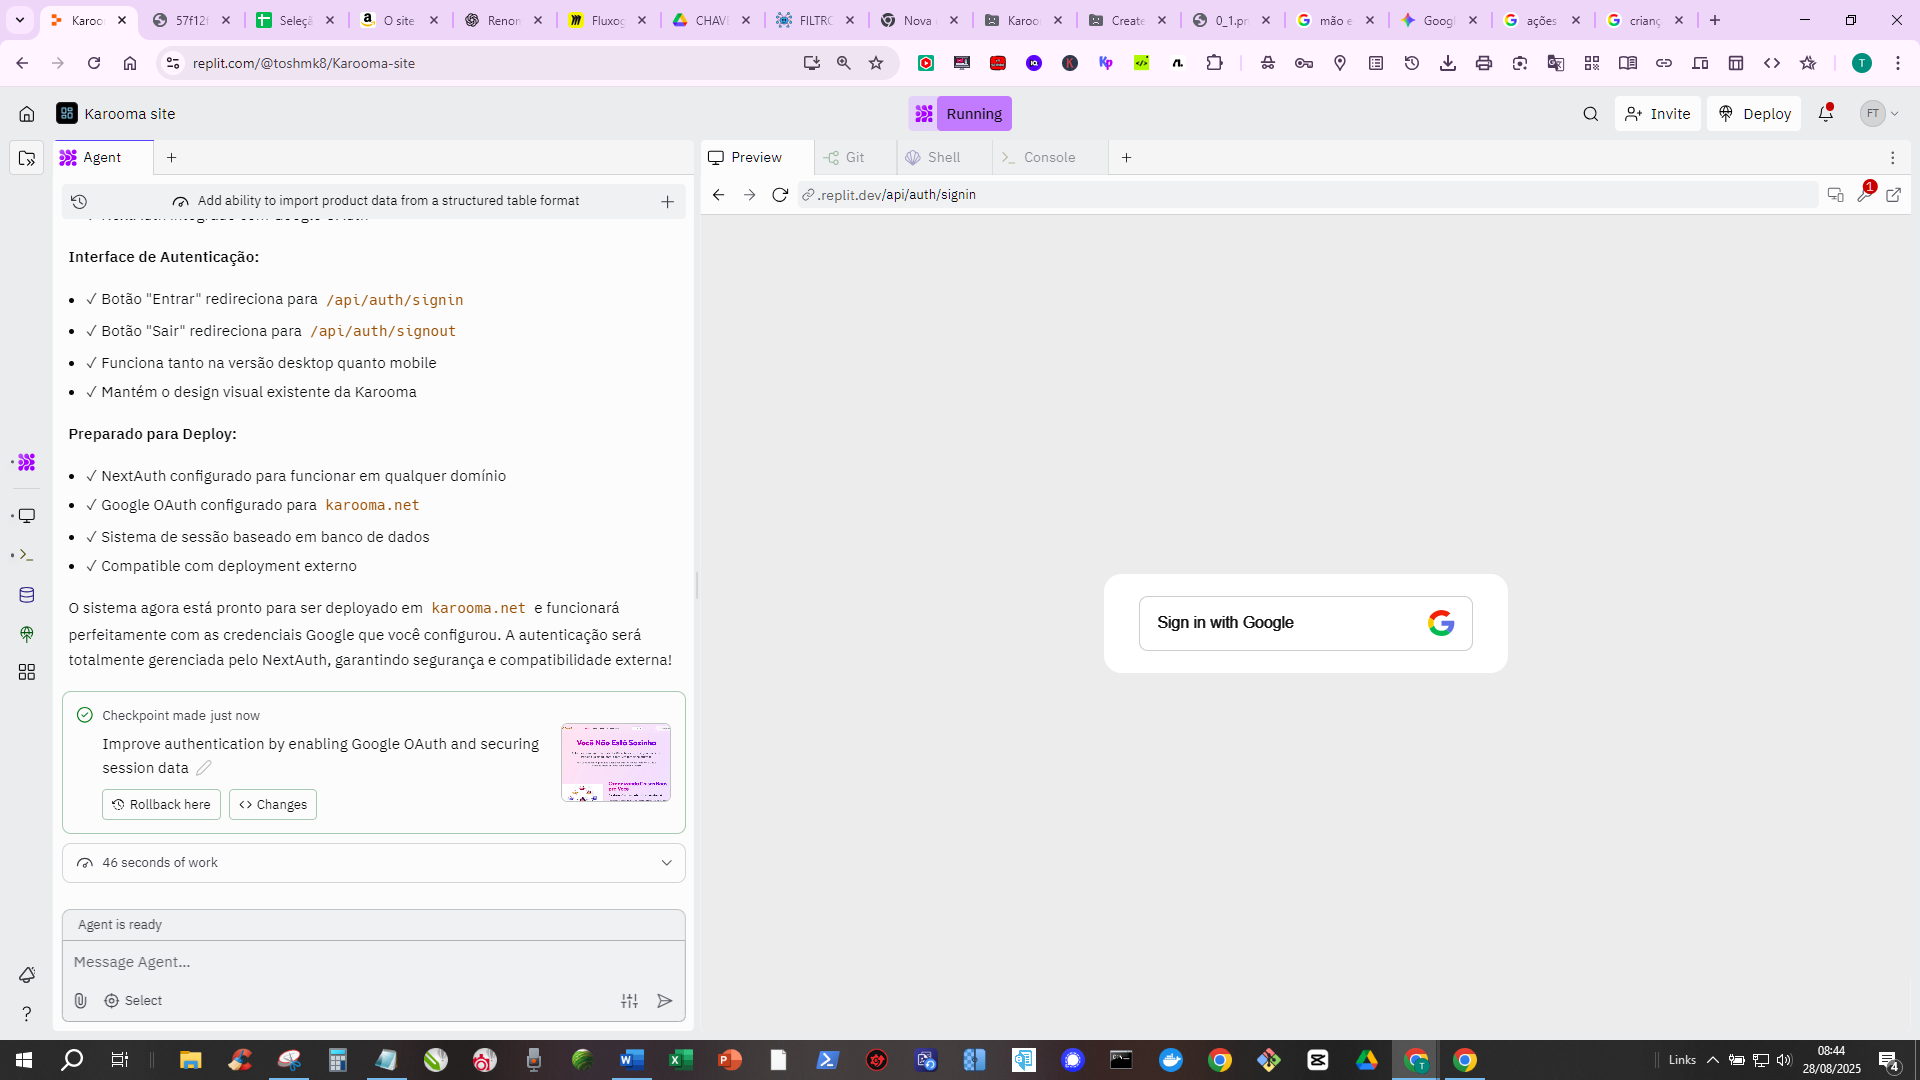 Karoo
57f12f
Seleçã
O site
Renon
Fluxog
CHAVE
FILTRO
Nova
Karoo
Create
0_1.pr
mão e
Googl
ações
crianç
replit.com/@toshmk8/Karooma-site
T
Karooma site
Running
Invite
Deploy
FT
Agent
Preview
Git
Shell
Console
Add ability to import product data from a structured table format
.replit.dev/api/auth/signin
1
Interface de Autenticação:
✓ Botão "Entrar" redireciona para /api/auth/signin
✓ Botão "Sair" redireciona para /api/auth/signout
✓ Funciona tanto na versão desktop quanto mobile
✓ Mantém o design visual existente da Karooma
Preparado para Deploy:
✓ NextAuth configurado para funcionar em qualquer domínio
✓ Google OAuth configurado para karooma.net
✓ Sistema de sessão baseado em banco de dados
✓ Compatible com deployment externo
O sistema agora está pronto para ser deployado em karooma.net e funcionará
perfeitamente com as credenciais Google que você configurou. A autenticação será
totalmente gerenciada pelo NextAuth, garantindo segurança e compatibilidade externa!
Sign in with Google
Checkpoint made just now
Improve authentication by enabling Google OAuth and securing
session data
Você Não Está Sozinha
Rollback here
Changes
46 seconds of work
Agent is ready
Message Agent...
Select
Links
08:44
28/08/2025
4